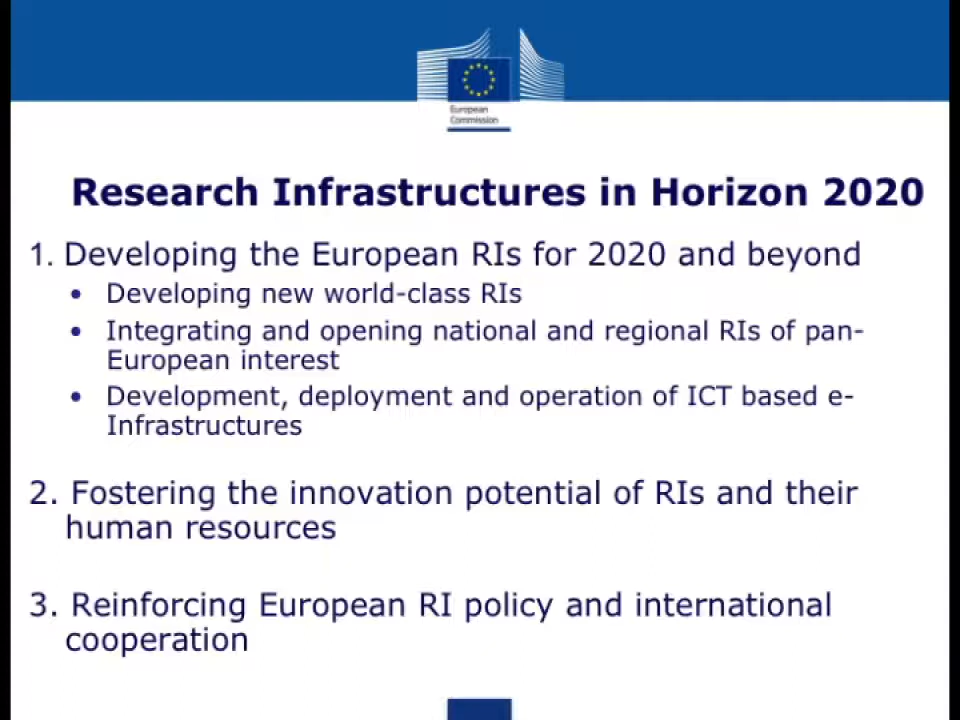 European
Commission
Research Infrastructures in Horizon 2020
1. Developing the European RIs for 2020 and beyond
• Developing new world-class RIs
• Integrating and opening national and regional RIs of pan-
European interest
• Development, deployment and operation of ICT based e-
Infrastructures
2. Fostering the innovation potential of RIs and their
human resources
3. Reinforcing European RI policy and international
cooperation